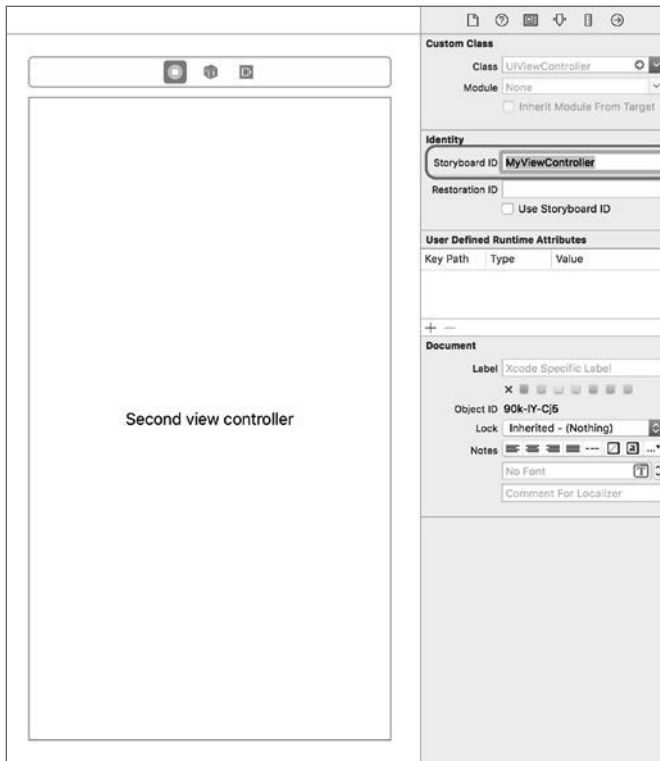 Custom Class
Class UIViewController
Module None
Inherit Module From Target
Identity
Storyboard ID MyViewController
Restoration ID
Use Storyboard ID
User Defined Runtime Attributes
Key Path Type Value
+ −
Document
Label Xcode Specific Label
Object ID 90k-IY-Cj5
Lock Inherited - (Nothing)
Notes
No Font
Comment For Localizer
Second view controller